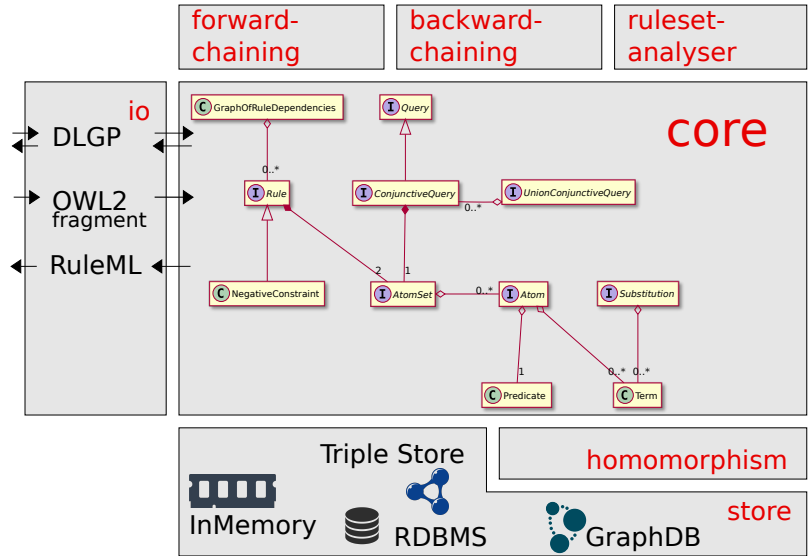 forward-
chaining
backward-
chaining
ruleset-
analyser
io
DLGP
OWL2
fragment
RuleML
core
C GraphOfRuleDependencies
I Query
0..*
I Rule
I ConjunctiveQuery
0..*
I UnionConjunctiveQuery
2
1
C NegativeConstraint
I AtomSet
0..*
I Atom
I Substitution
1
0..*
0..*
C Predicate
C Term
Triple Store
InMemory
RDBMS
GraphDB
homomorphism
store